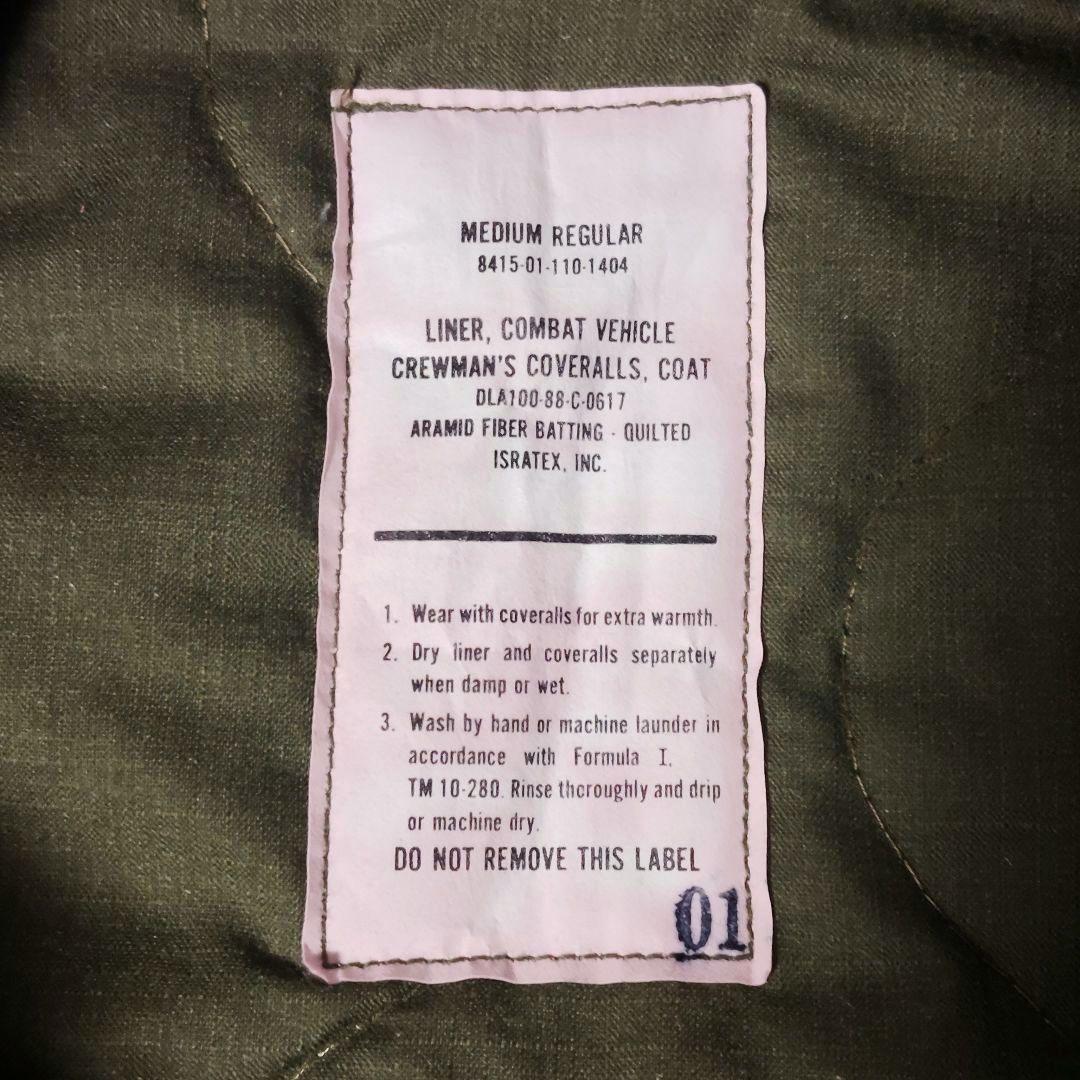 MEDIUM REGULAR
8415-01-110-1404
LINER, COMBAT VEHICLE
CREWMAN'S COVERALLS, COAT
DLA100-88-C-0617
ARAMID FIBER BATTING - QUILTED
ISRATEX, INC.
1. Wear with coveralls for extra warmth.
2. Dry liner and coveralls separately
when damp or wet.
3. Wash by hand or machine launder in
accordance with Formula I,
TM 10-280. Rinse thoroughly and drip
or machine dry.
DO NOT REMOVE THIS LABEL
01